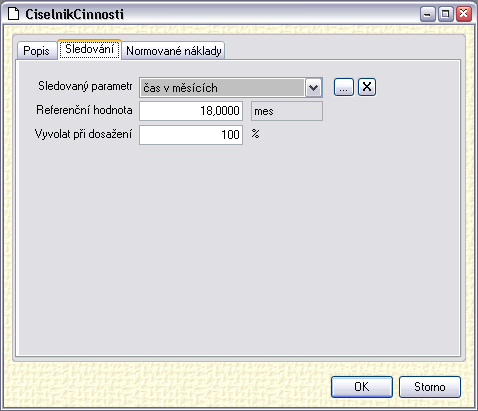 CiselnikCinnosti
Popis Sledování Normované náklady
Sledovaný parametr čas v měsících ... X
Referenční hodnota 18,0000 mes
Vyvolat při dosažení 100 %
OK Storno